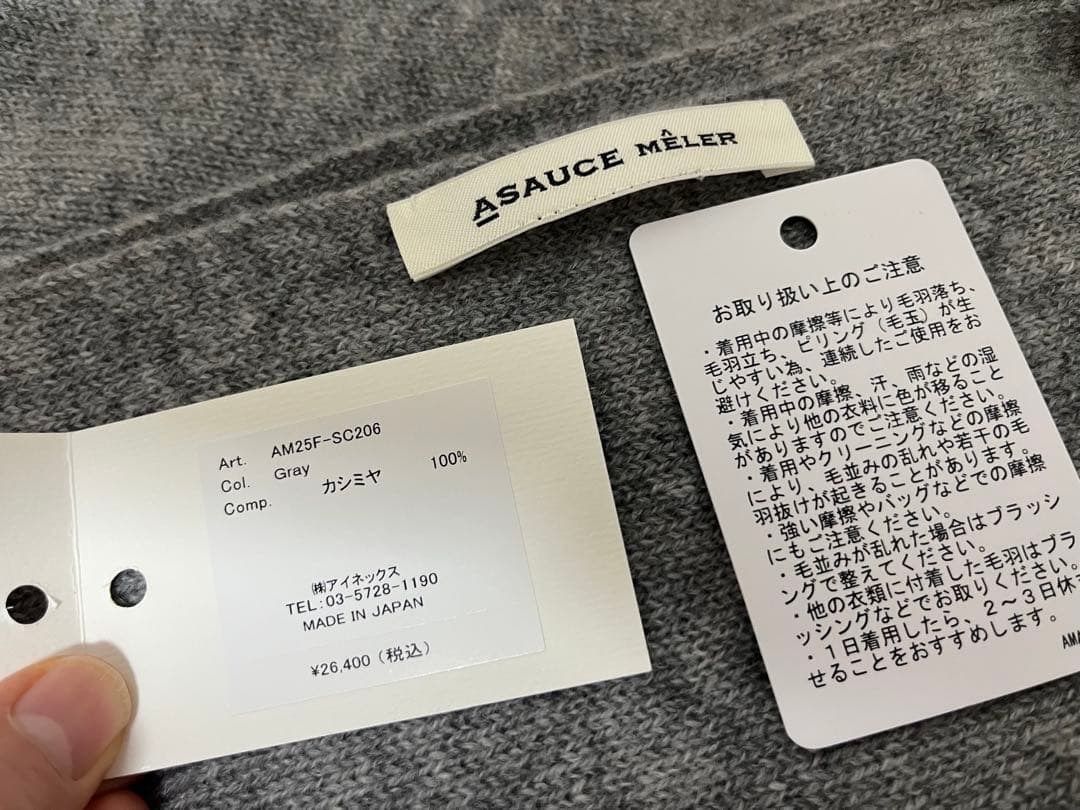 ASAUCE MÊLER
Art. AM25F-SC206
Col. Gray
Comp. カシミヤ 100%
㈱アイネックス
TEL:03-5728-1190
MADE IN JAPAN
¥26,400 (税込)
お取り扱い上のご注意
・着用中の摩擦等により毛羽落ち、
毛羽立ち、ピリング(毛玉)が生
じやすい為、連続したご使用をお
避けください。
・着用中の摩擦、汗、雨などの湿
気により他の衣料に色が移ること
がありますのでご注意ください。
・着用やクリーニングなどの摩擦
により、毛並みの乱れや若干の毛
羽抜けが起きることがあります。
・強い摩擦やバッグなどでの摩擦
にもご注意ください。
・毛並みが乱れた場合はブラッシ
ングで整えてください。
・他の衣類に付着した毛羽はブラ
ッシングなどでお取りください。
・1日着用したら、2~3日休
せることをおすすめします。